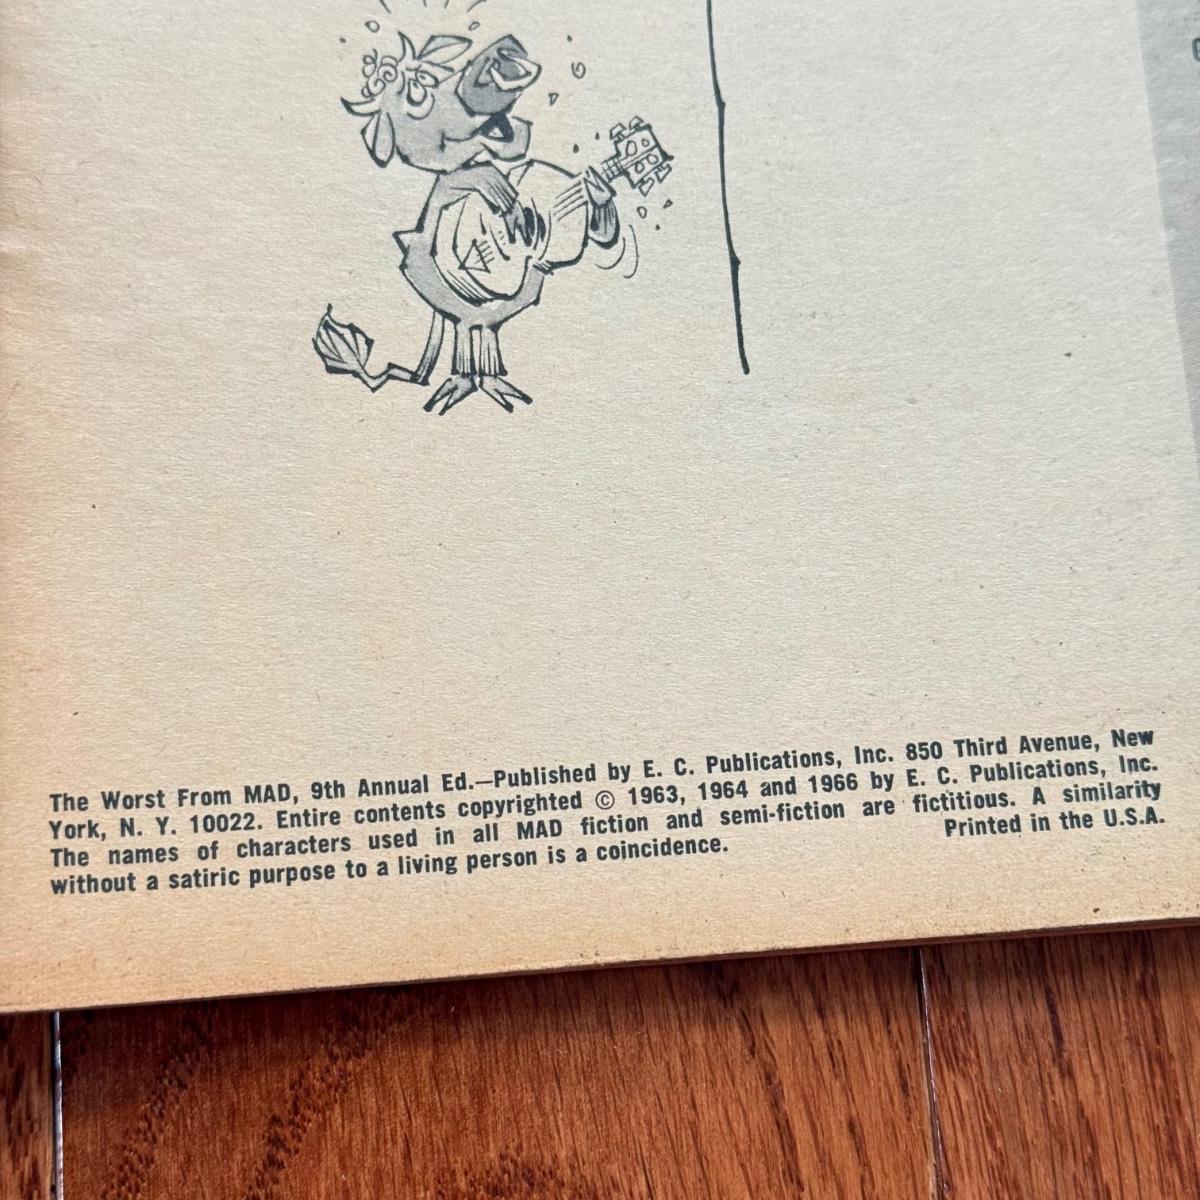 The Worst From MAD, 9th Annual Ed.—Published by E. C. Publications, Inc. 850 Third Avenue, New
York, N. Y. 10022. Entire contents copyrighted © 1963, 1964 and 1966 by E. C. Publications, Inc.
The names of characters used in all MAD fiction and semi-fiction are fictitious. A similarity
without a satiric purpose to a living person is a coincidence. Printed in the U.S.A.